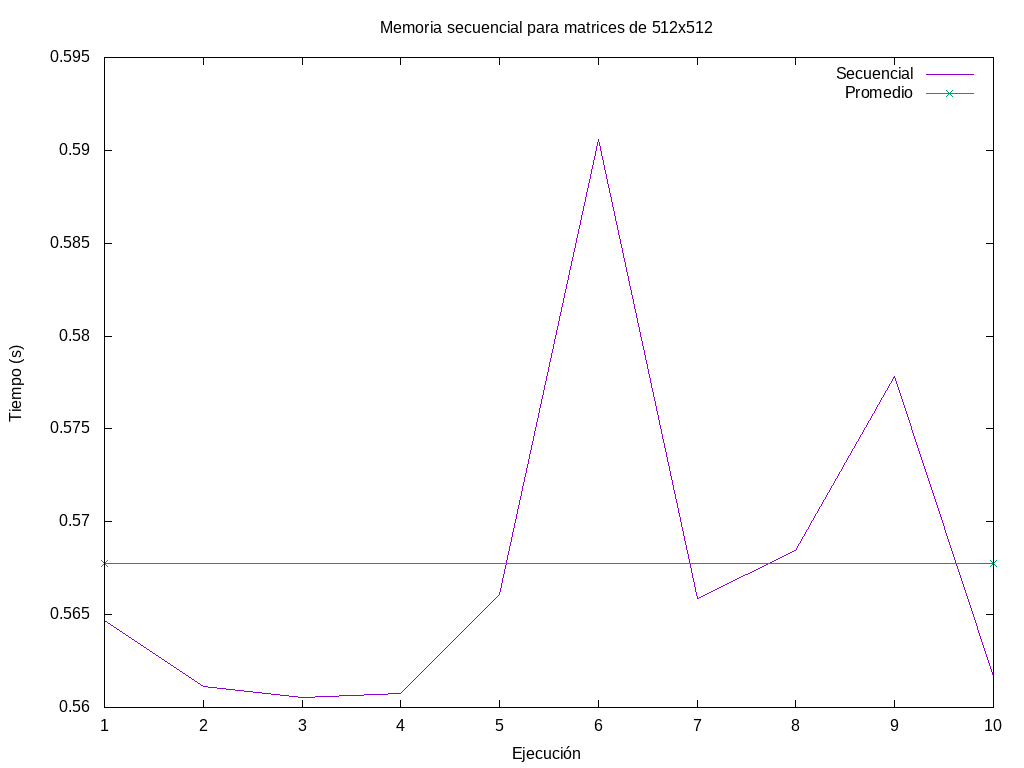 Memoria secuencial para matrices de 512x512
Secuencial
Promedio
0.595
0.59
0.585
0.58
0.575
0.57
0.565
0.56
Tiempo (s)
1 2 3 4 5 6 7 8 9 10
Ejecución